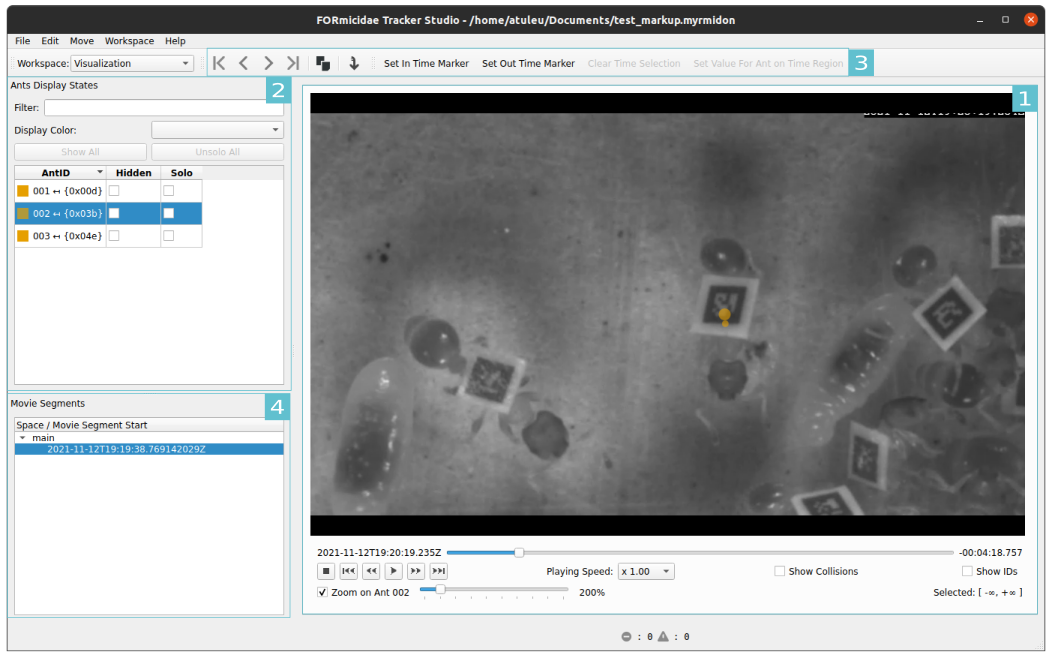 FORmicidae Tracker Studio - /home/atuleu/Documents/test_markup.myrmidon
File Edit Move Workspace Help
Workspace: Visualization
Set In Time Marker Set Out Time Marker Clear Time Selection Set Value For Ant on Time Region 3
Ants Display States 2
Filter:
Display Color:
Show All Unsolo All
AntID Hidden Solo
001 ↔ {0x00d}
002 ↔ {0x03b}
003 ↔ {0x04e}
Movie Segments 4
Space / Movie Segment Start
main
2021-11-12T19:19:38.769142029Z
1
2021-11-12T19:20:19.235Z -00:04:18.757
Playing Speed: x 1.00 Show Collisions Show IDs
Zoom on Ant 002 200% Selected: [ -∞, +∞ ]
: 0 : 0